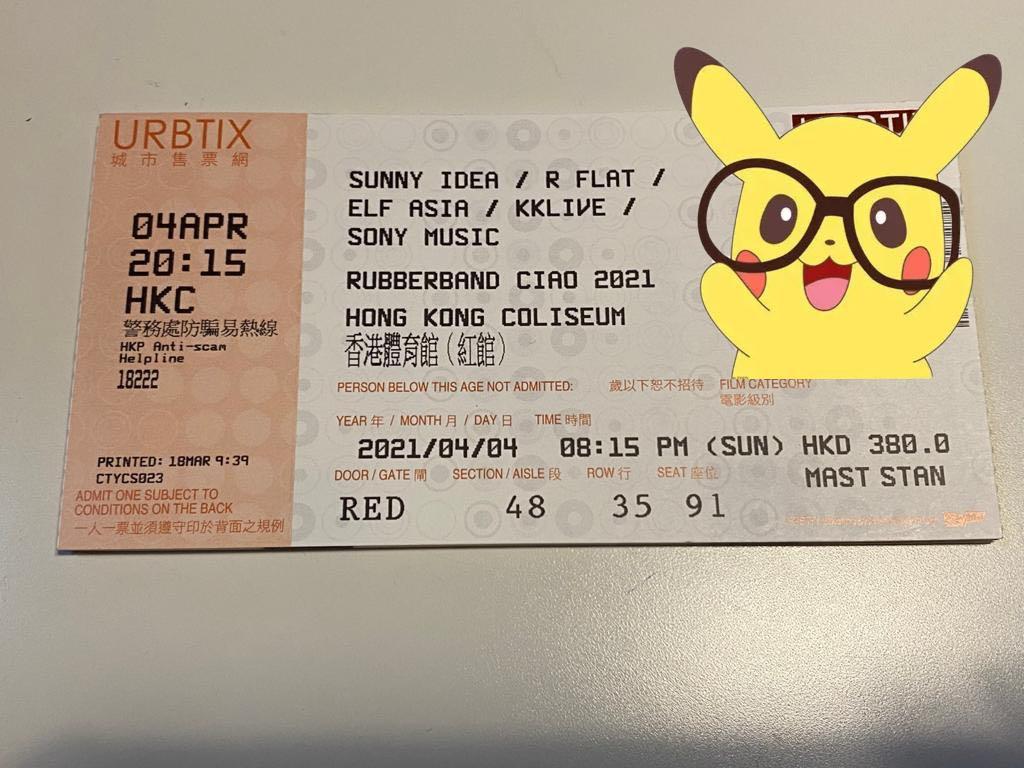 URBTIX
城市售票網
04APR
20:15
HKC
警務處防騙易熱線
HKP Anti-scam
Helpline
18222
PRINTED: 18MAR 9:39
CTYCS023
ADMIT ONE SUBJECT TO
CONDITIONS ON THE BACK
一人一票並須遵守印於背面之規例
SUNNY IDEA / R FLAT /
ELF ASIA / KKLIVE /
SONY MUSIC
RUBBERBAND CIAO 2021
HONG KONG COLISEUM
香港體育館(紅館)
PERSON BELOW THIS AGE NOT ADMITTED: 歲以下恕不招待 FILM CATEGORY
電影級別
YEAR 年 / MONTH 月 / DAY 日 TIME 時間
2021/04/04 08:15 PM (SUN) HKD 380.0
DOOR / GATE 閘 SECTION / AISLE 段 ROW 行 SEAT 座位
MAST STAN
RED 48 35 91